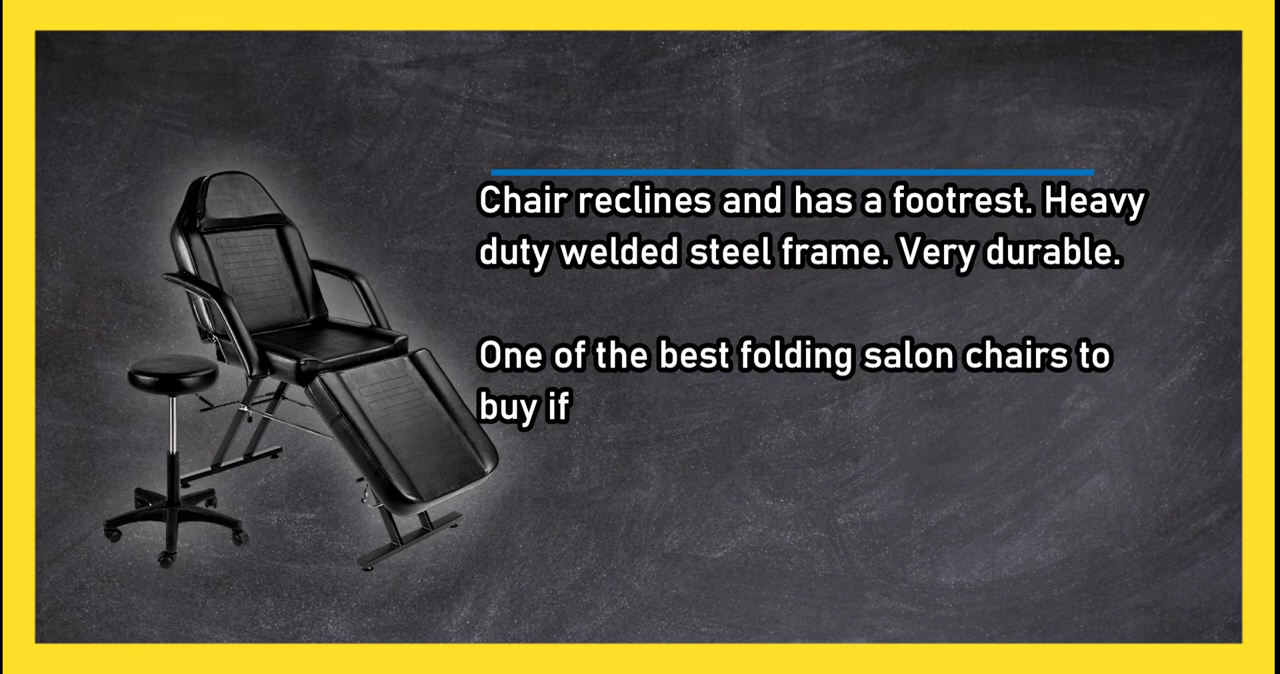 Chair reclines and has a footrest. Heavy
duty welded steel frame. Very durable.
One of the best folding salon chairs to
buy if